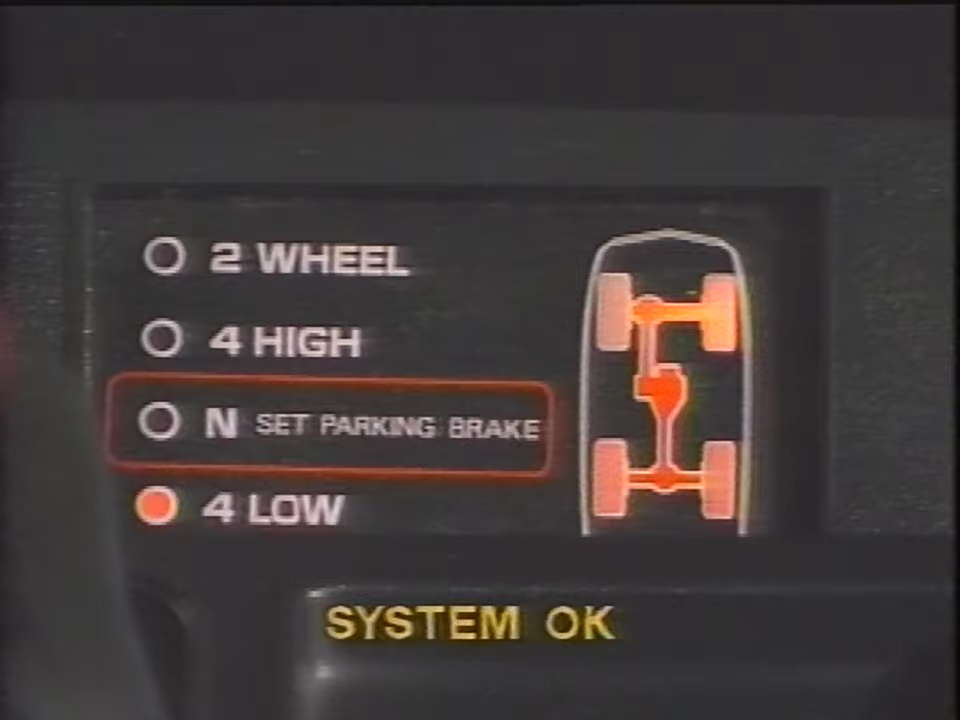 2 WHEEL
4 HIGH
N SET PARKING BRAKE
4 LOW
SYSTEM OK